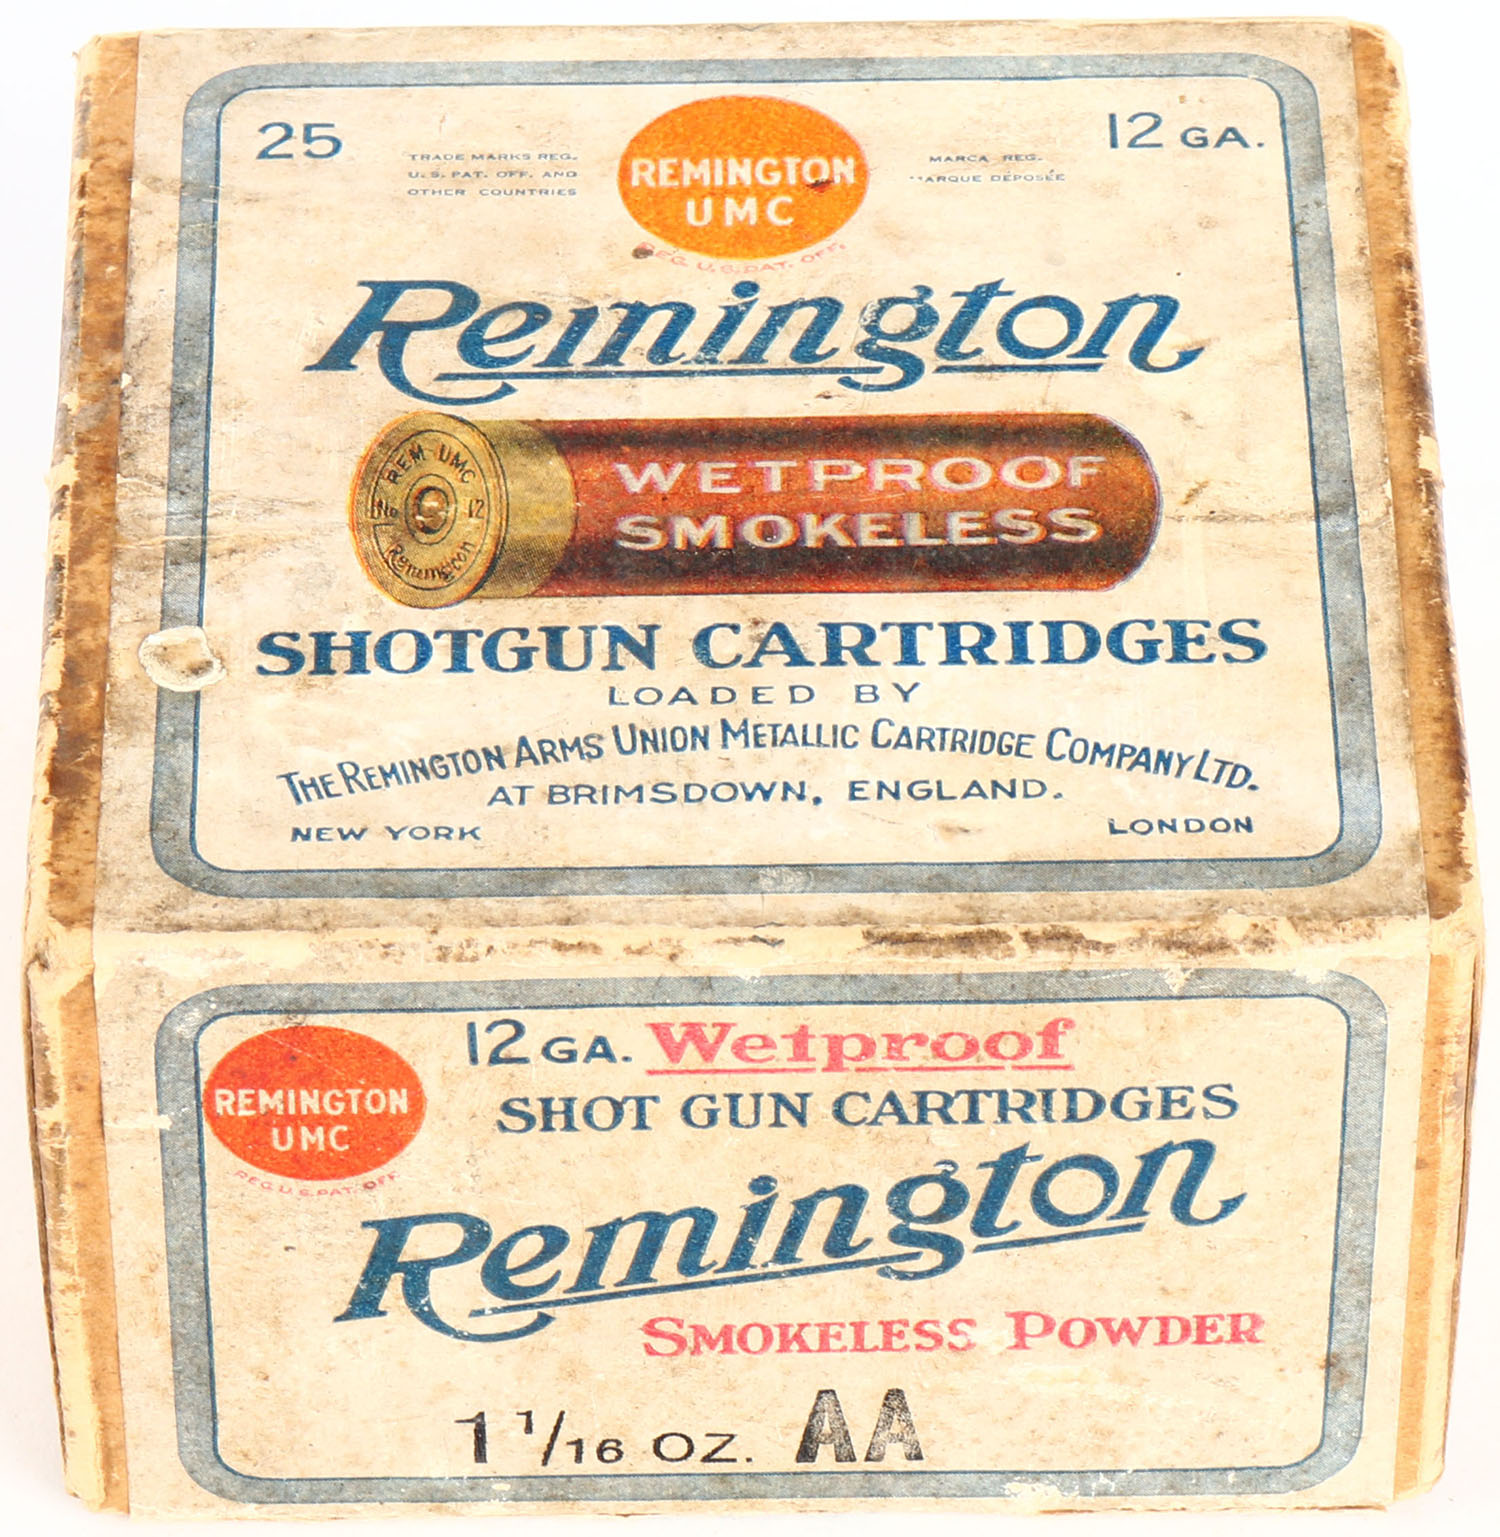 25
TRADE MARKS REG.
U.S. PAT. OFF. AND
OTHER COUNTRIES
REMINGTON
UMC
REG. U.S. PAT. OFF.
MARCA REG.
MARQUE DÉPOSÉE
12 GA.
Remington
REM-UMC
No 12
Remington
WETPROOF
SMOKELESS
SHOTGUN CARTRIDGES
LOADED BY
THE REMINGTON ARMS UNION METALLIC CARTRIDGE COMPANY LTD.
AT BRIMSDOWN, ENGLAND.
NEW YORK
LONDON
REMINGTON
UMC
REG. U.S. PAT. OFF.
12 GA. Wetproof
SHOT GUN CARTRIDGES
Remington
SMOKELESS POWDER
1 1/16 OZ. AA